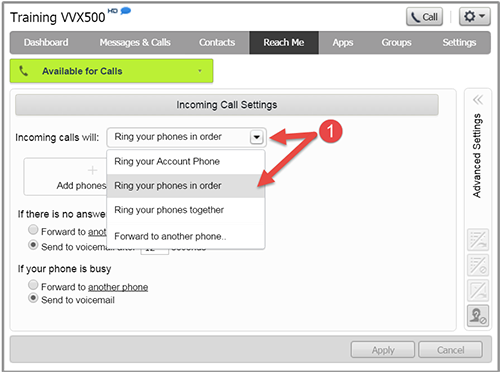 Training VVX500 HD
Call
Dashboard Messages & Calls Contacts Reach Me Apps Groups Settings
Available for Calls
Incoming Call Settings
Incoming calls will: Ring your phones in order
1
Ring your Account Phone
Add phones
Ring your phones in order
Ring your phones together
If there is no answe
Forward to ano
Forward to another phone..
Send to voicemail after 12 seconds
If your phone is busy
Forward to another phone
Send to voicemail
Advanced Settings
Apply Cancel